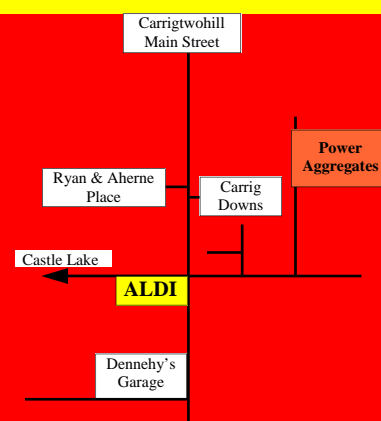 Carrigtwohill
Main Street
Power
Aggregates
Ryan & Aherne
Place
Carrig
Downs
Castle Lake
ALDI
Dennehy's
Garage